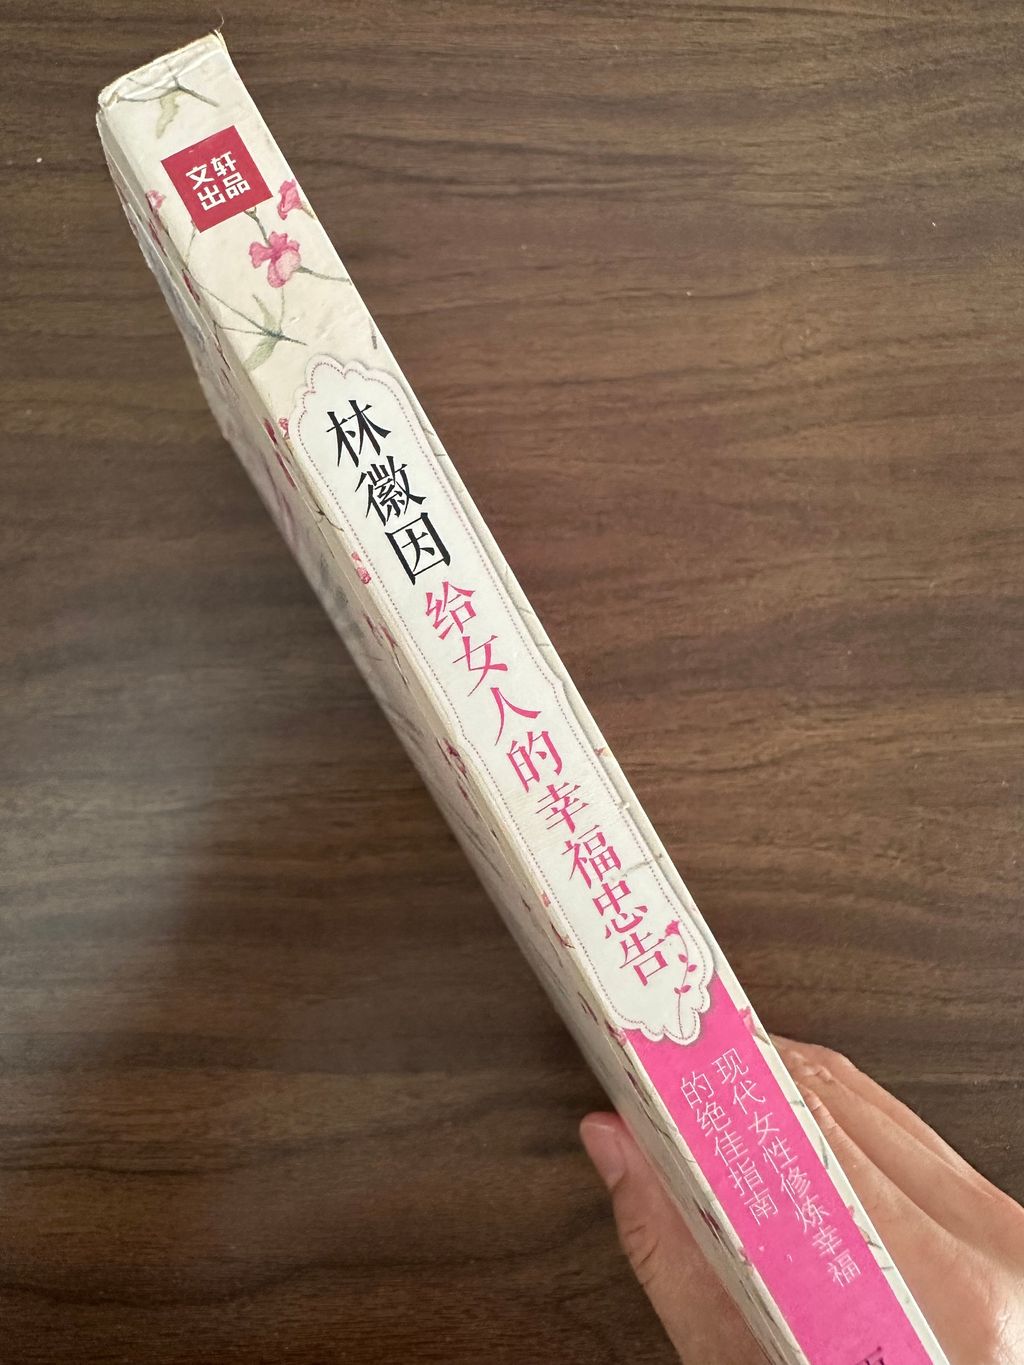 文轩
出品
林徽因给女人的幸福忠告
现代女性修炼幸福
的绝佳指南